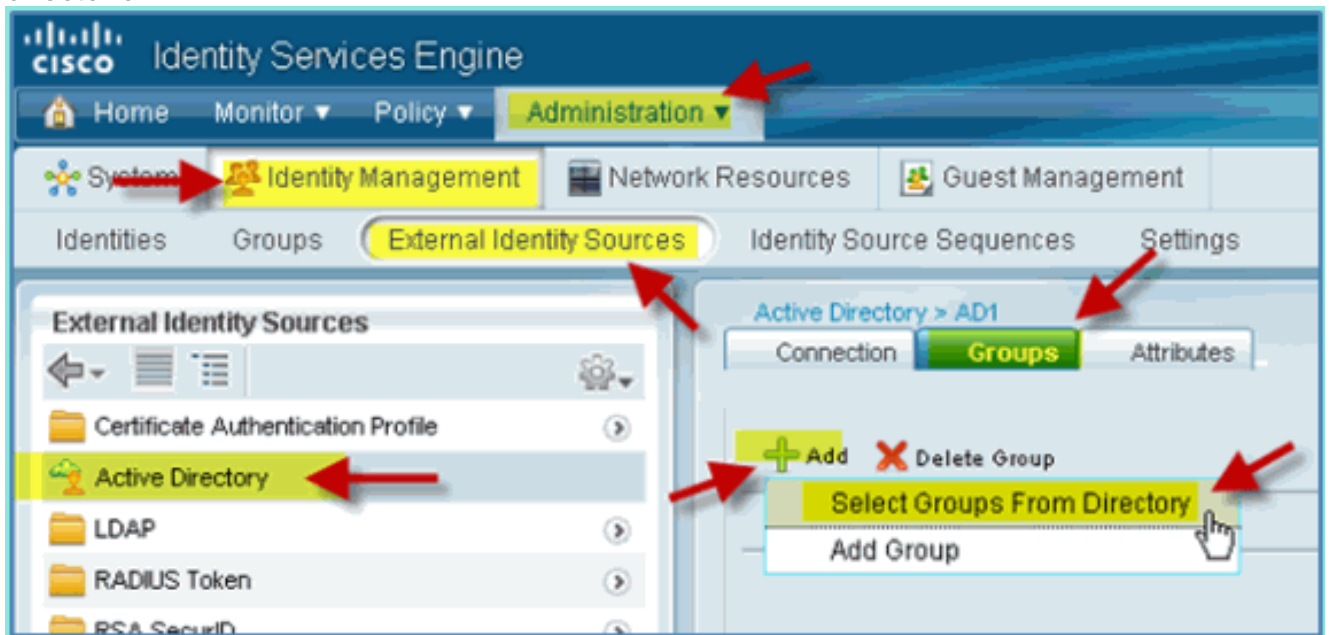 CISCO Identity Services Engine
Home Monitor ▼ Policy ▼ Administration ▼
System Identity Management Network Resources Guest Management
Identities Groups External Identity Sources Identity Source Sequences Settings
External Identity Sources
Certificate Authentication Profile
Active Directory
LDAP
RADIUS Token
RSA SecurID
Active Directory > AD1
Connection Groups Attributes
Add Delete Group
Select Groups From Directory
Add Group